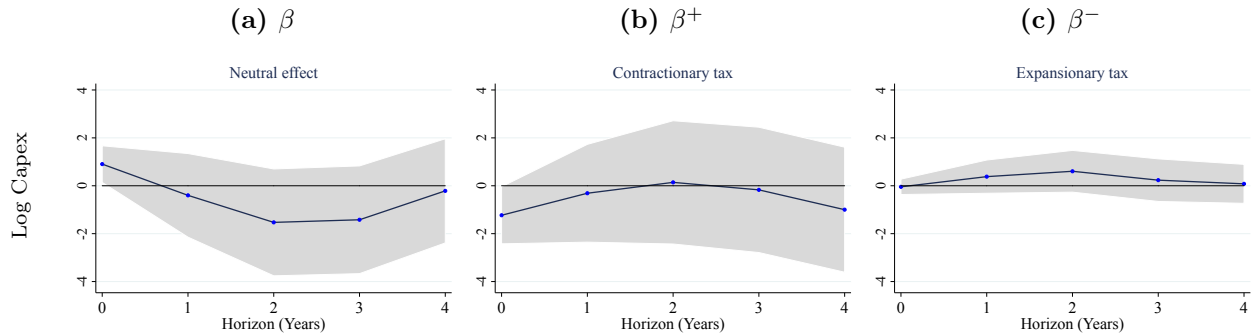 (a) β
(b) β⁺
(c) β⁻
Neutral effect
Contractionary tax
Expansionary tax
Log Capex
4
2
0
-2
-4
0 1 2 3 4
Horizon (Years)
4
2
0
-2
-4
0 1 2 3 4
Horizon (Years)
4
2
0
-2
-4
0 1 2 3 4
Horizon (Years)